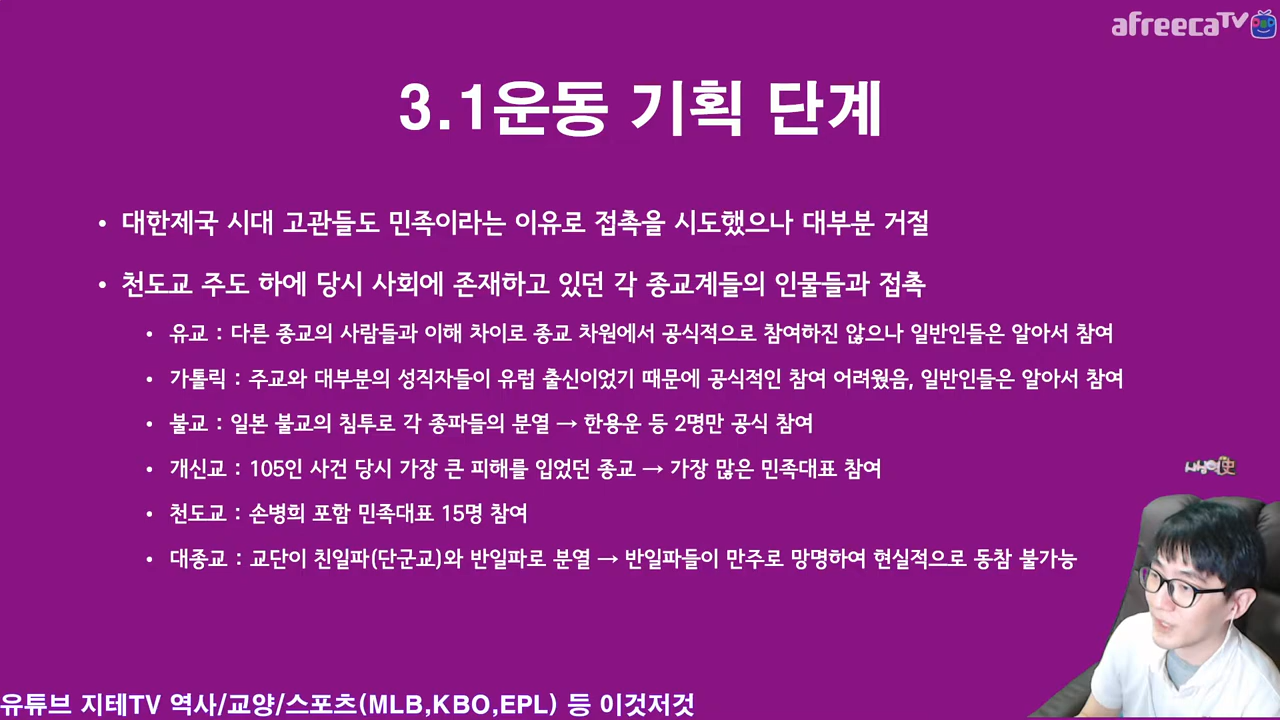 afreecaTV
3.1운동 기획 단계
• 대한제국 시대 고관들도 민족이라는 이유로 접촉을 시도했으나 대부분 거절
• 천도교 주도 하에 당시 사회에 존재하고 있던 각 종교계들의 인물들과 접촉
• 유교 : 다른 종교의 사람들과 이해 차이로 종교 차원에서 공식적으로 참여하진 않으나 일반인들은 알아서 참여
• 가톨릭 : 주교와 대부분의 성직자들이 유럽 출신이었기 때문에 공식적인 참여 어려웠음, 일반인들은 알아서 참여
• 불교 : 일본 불교의 침투로 각 종파들의 분열 → 한용운 등 2명만 공식 참여
• 개신교 : 105인 사건 당시 가장 큰 피해를 입었던 종교 → 가장 많은 민족대표 참여
• 천도교 : 손병희 포함 민족대표 15명 참여
• 대종교 : 교단이 친일파(단군교)와 반일파로 분열 → 반일파들이 만주로 망명하여 현실적으로 동참 불가능
유튜브 지테TV 역사/교양/스포츠(MLB,KBO,EPL) 등 이것저것